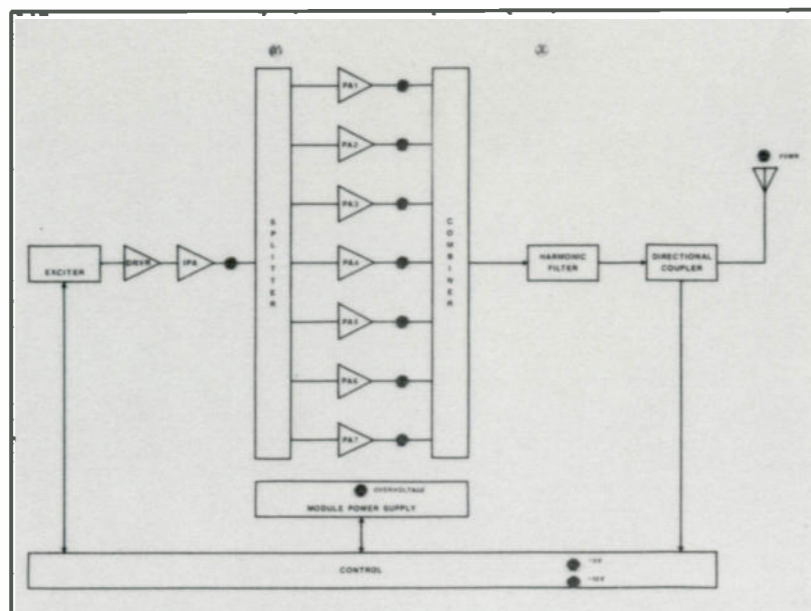 PA1
PA2
PA3
PA4
PA5
PA6
PA7
SPLITTER
COMBINER
POWER
EXCITER
DRVR
IPA
HARMONIC
FILTER
DIRECTIONAL
COUPLER
OVERVOLTAGE
MODULE POWER SUPPLY
CONTROL